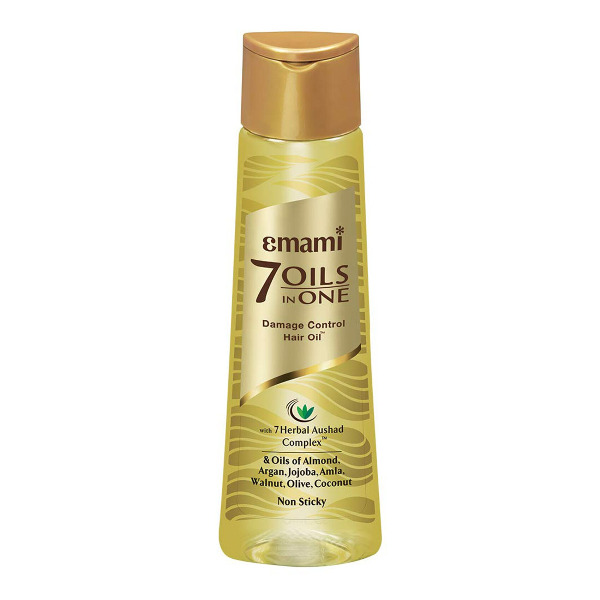 εmami*
7 OILS
IN ONE
Damage Control
Hair Oil™
with 7 Herbal Aushad
Complex™
& Oils of Almond,
Argan, Jojoba, Amla,
Walnut, Olive, Coconut
Non Sticky